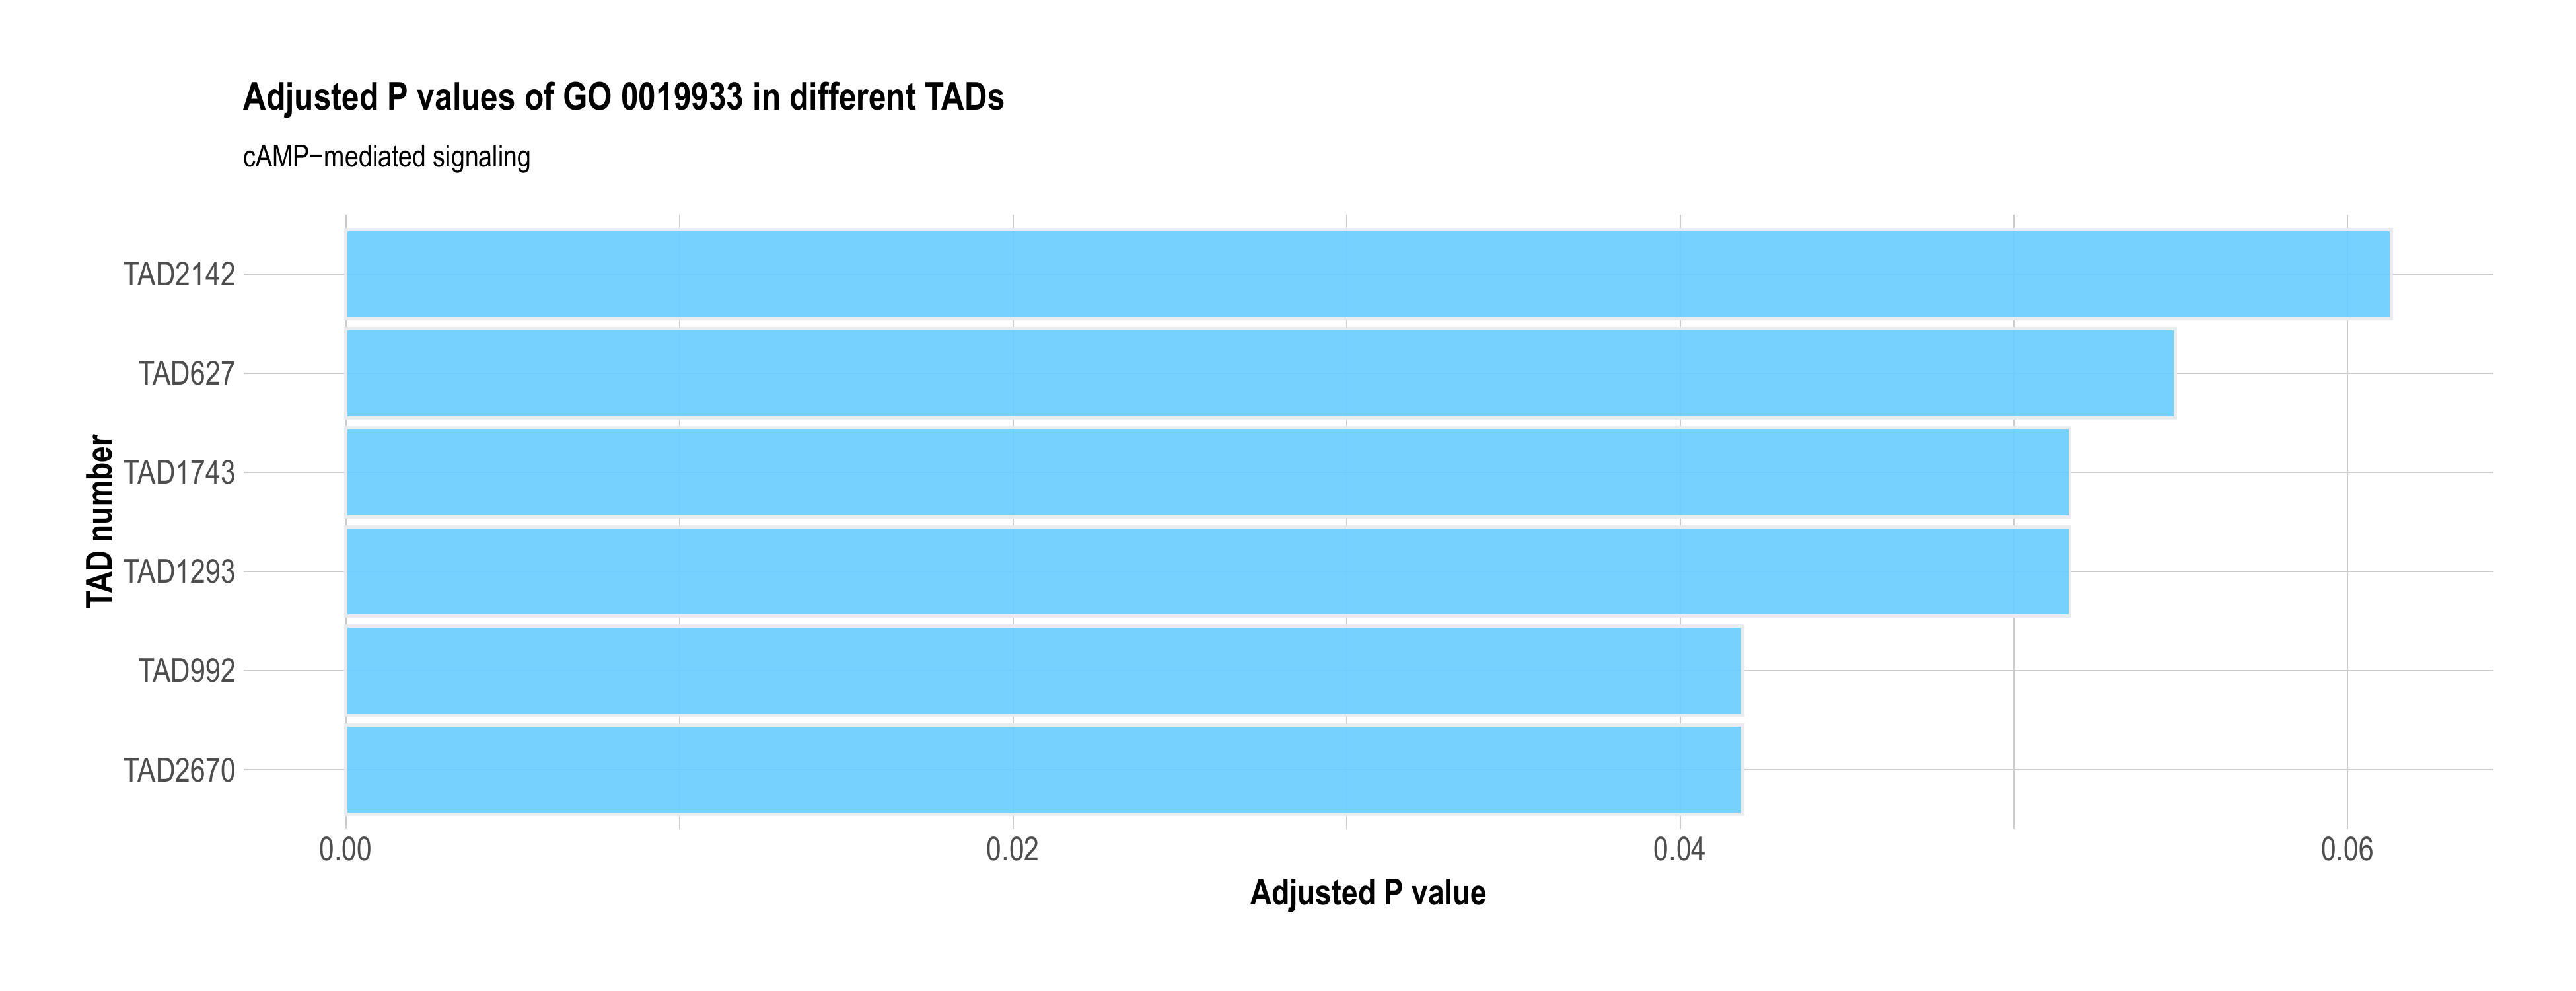 Adjusted P values of GO 0019933 in different TADs
cAMP−mediated signaling
TAD number
TAD2142
TAD627
TAD1743
TAD1293
TAD992
TAD2670
0.00 0.02 0.04 0.06
Adjusted P value